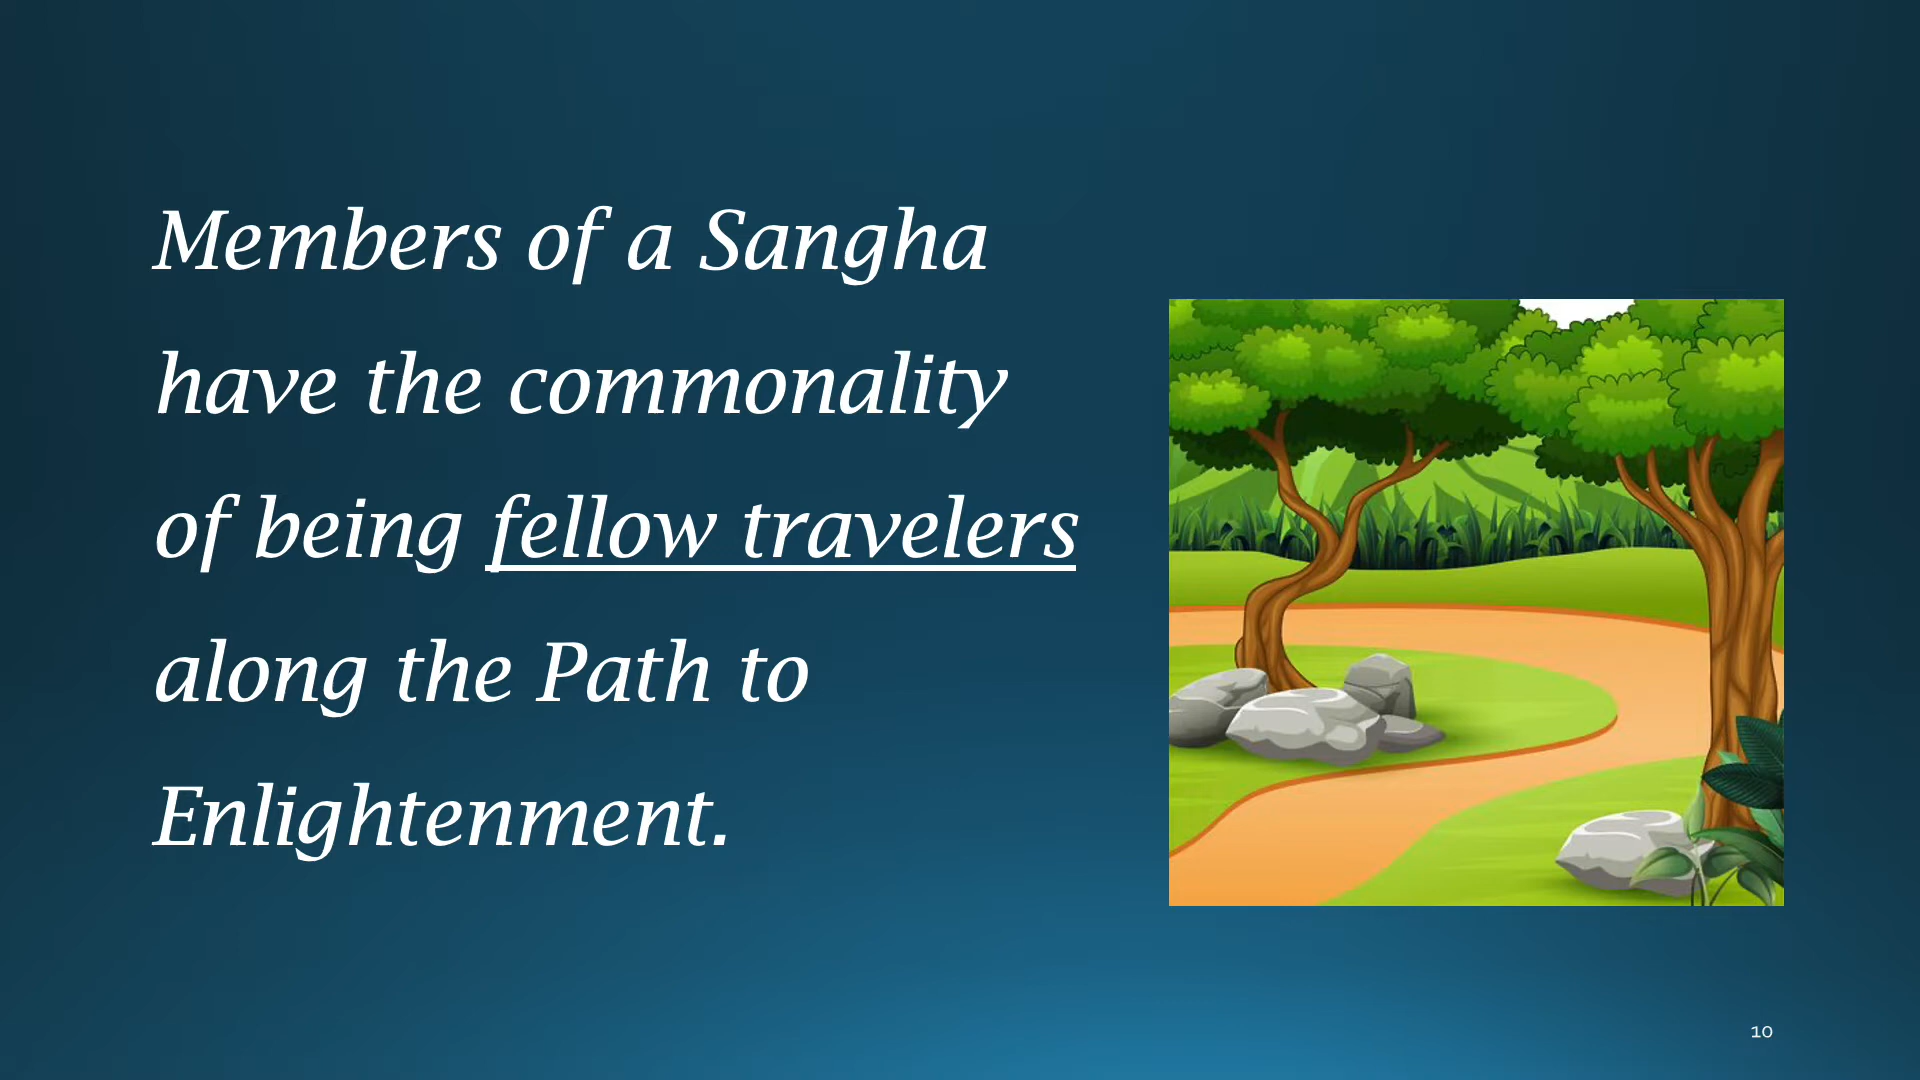 Members of a Sangha
have the commonality
of being fellow travelers
along the Path to
Enlightenment.
10